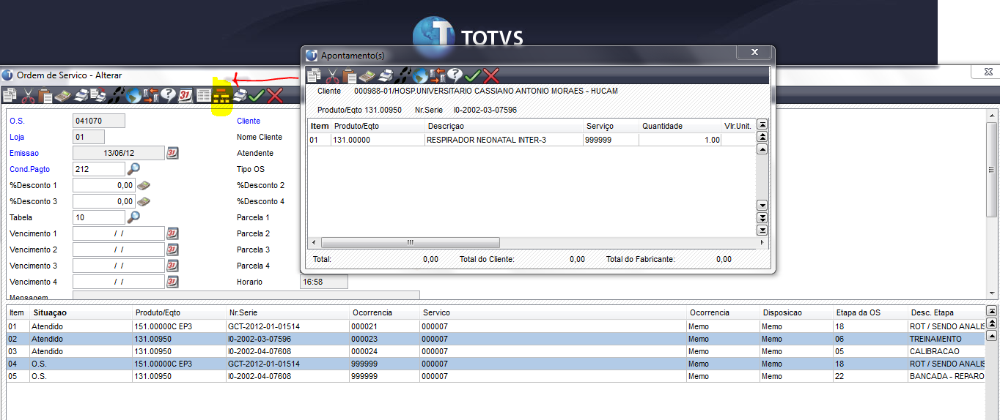 TOTVS
Ordem de Servico - Alterar
O.S. 041070 Cliente
Loja 01 Nome Cliente
Emissao 13/06/12 Atendente
Cond.Pagto 212 Tipo OS
%Desconto 1 0,00 %Desconto 2
%Desconto 3 0,00 %Desconto 4
Tabela 10 Parcela 1
Vencimento 1 / / Parcela 2
Vencimento 2 / / Parcela 3
Vencimento 3 / / Parcela 4
Vencimento 4 / / Horario 16:58
Mensagem
Apontamento(s)
Cliente 000988-01/HOSP.UNIVERSITARIO CASSIANO ANTONIO MORAES - HUCAM
Produto/Eqto 131.00950 Nr.Serie I0-2002-03-07596
Item Produto/Eqto Descriçao Serviço Quantidade Vlr.Unit.
01 131.00000 RESPIRADOR NEONATAL INTER-3 999999 1.00
Total: 0,00 Total do Cliente: 0,00 Total do Fabricante: 0,00
Item Situaçao Produto/Eqto Nr.Serie Ocorrencia Servico Ocorrencia Disposicao Etapa da OS Desc. Etapa
01 Atendido 151.00000C EP3 GCT-2012-01-01514 000021 000007 Memo Memo 18 ROT / SENDO ANALIS
02 Atendido 131.00950 I0-2002-03-07596 000023 000007 Memo Memo 06 TREINAMENTO
03 Atendido 131.00950 I0-2002-04-07608 000024 000007 Memo Memo 05 CALIBRACAO
04 O.S. 151.00000C EP3 GCT-2012-01-01514 999999 000007 Memo Memo 18 ROT / SENDO ANALIS
05 O.S. 131.00950 I0-2002-04-07608 999999 000007 Memo Memo 22 BANCADA - REPARO